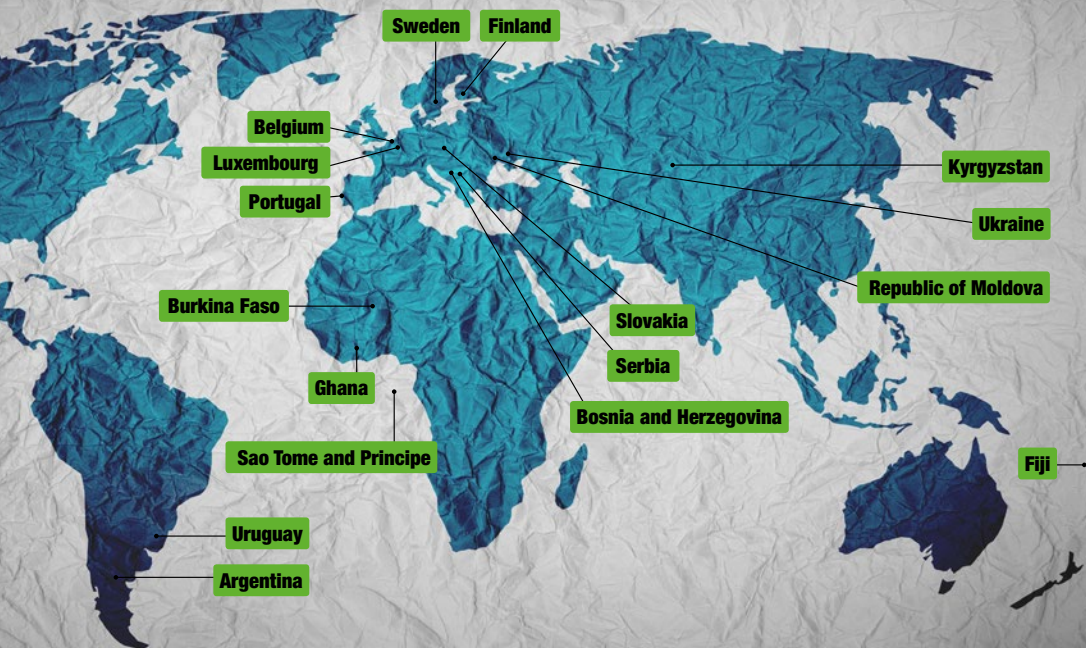 Sweden
Finland
Belgium
Luxembourg
Portugal
Kyrgyzstan
Ukraine
Republic of Moldova
Burkina Faso
Slovakia
Serbia
Ghana
Bosnia and Herzegovina
Sao Tome and Principe
Fiji
Uruguay
Argentina